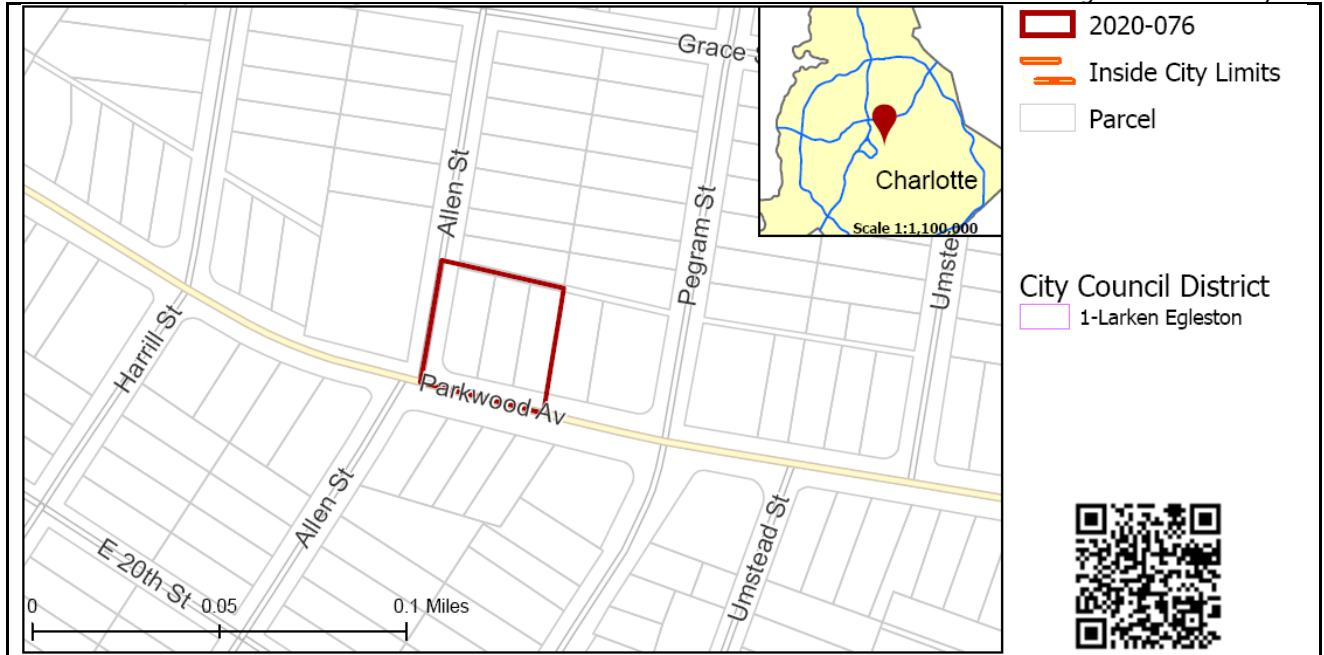 Grace
Allen St
Pegram St
Harrill St
Parkwood Av
Allen St
E 20th St
Umstead St
0 0.05 0.1 Miles
Charlotte
Scale 1:1,100,000
Umste
2020-076
Inside City Limits
Parcel
City Council District
1-Larken Egleston